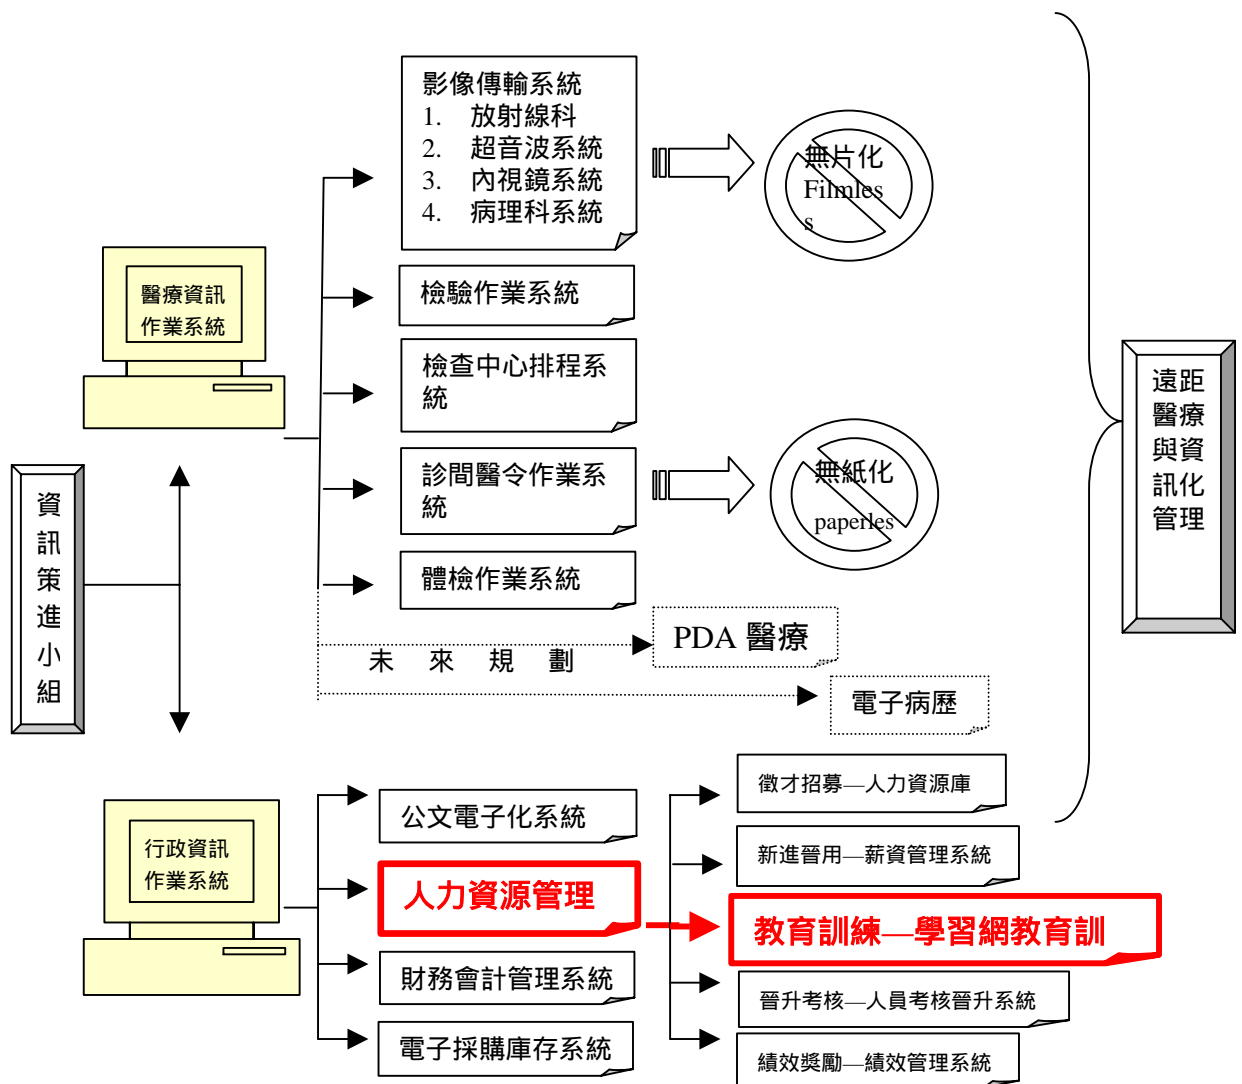 影像傳輸系統
1. 放射線科
2. 超音波系統
3. 內視鏡系統
4. 病理科系統
無片化
Filmles
s
醫療資訊
作業系統
檢驗作業系統
檢查中心排程系
統
診間醫令作業系
統
無紙化
paperles
體檢作業系統
遠距
醫療
與資
訊化
管理
資
訊
策
進
小
組
PDA 醫療
未來規劃
電子病歷
行政資訊
作業系統
公文電子化系統
人力資源管理
財務會計管理系統
電子採購庫存系統
徵才招募—人力資源庫
新進晉用—薪資管理系統
教育訓練—學習網教育訓
晉升考核—人員考核晉升系統
績效獎勵—績效管理系統